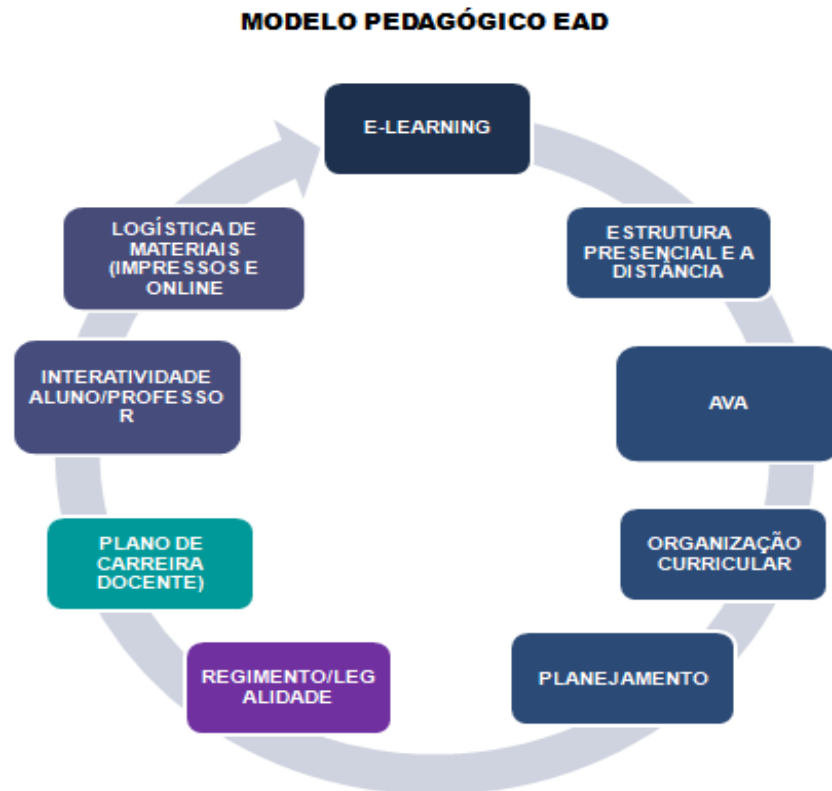 MODELO PEDAGÓGICO EAD
E-LEARNING
ESTRUTURA
PRESENCIAL E A
DISTÂNCIA
AVA
ORGANIZAÇÃO
CURRICULAR
PLANEJAMENTO
REGIMENTO/LEG
ALIDADE
PLANO DE
CARREIRA
DOCENTE)
INTERATIVIDADE
ALUNO/PROFESSO
R
LOGÍSTICA DE
MATERIAIS
(IMPRESSOS E
ONLINE